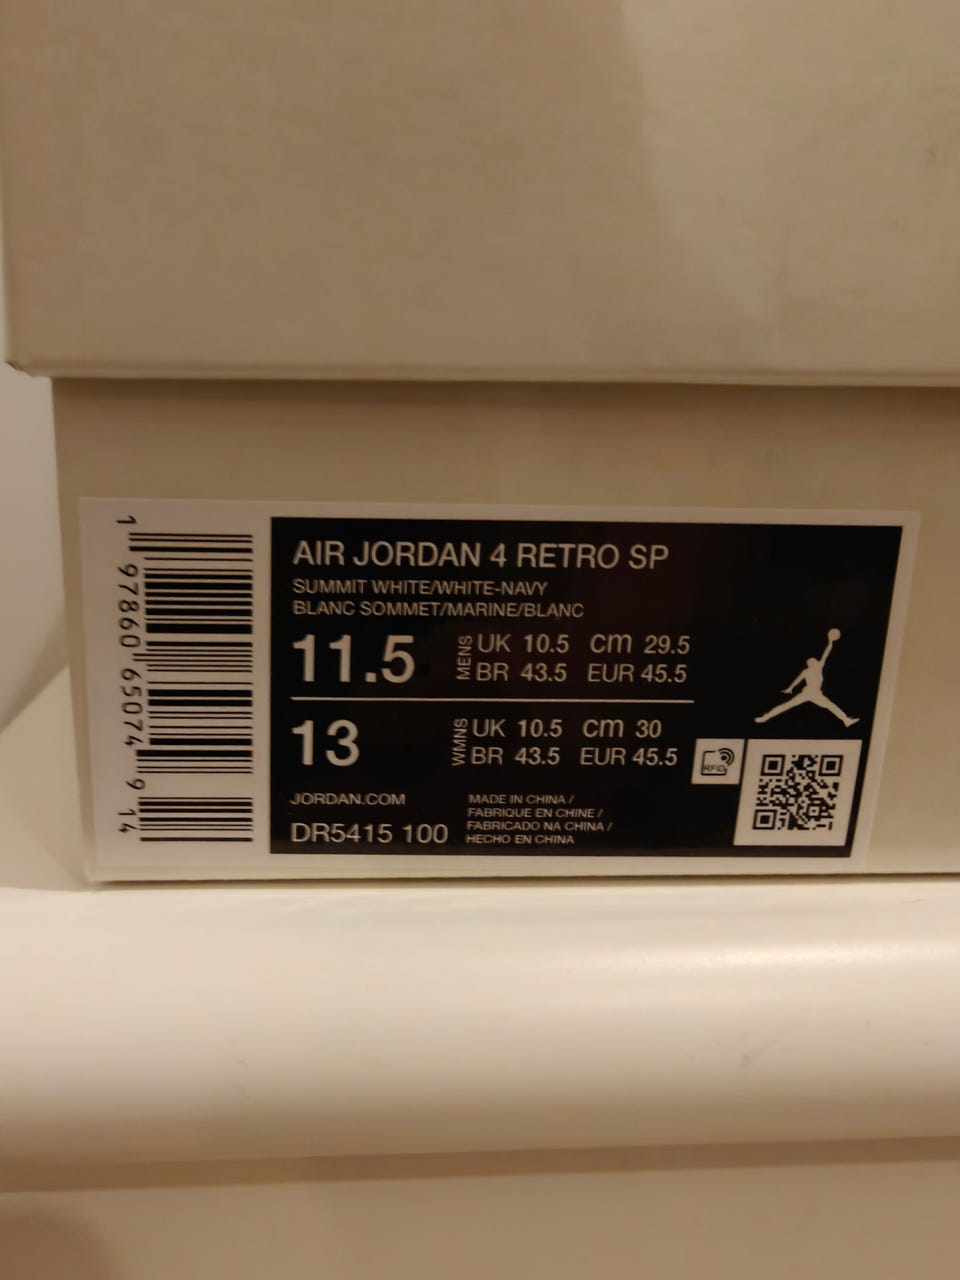 AIR JORDAN 4 RETRO SP
SUMMIT WHITE/WHITE-NAVY
BLANC SOMMET/MARINE/BLANC
11.5 MENS UK 10.5 cm 29.5
BR 43.5 EUR 45.5
13 WMNS UK 10.5 cm 30
BR 43.5 EUR 45.5
RFID
JORDAN.COM
DR5415 100
MADE IN CHINA /
FABRIQUE EN CHINE /
FABRICADO NA CHINA /
HECHO EN CHINA
1 97860 65074 9 14